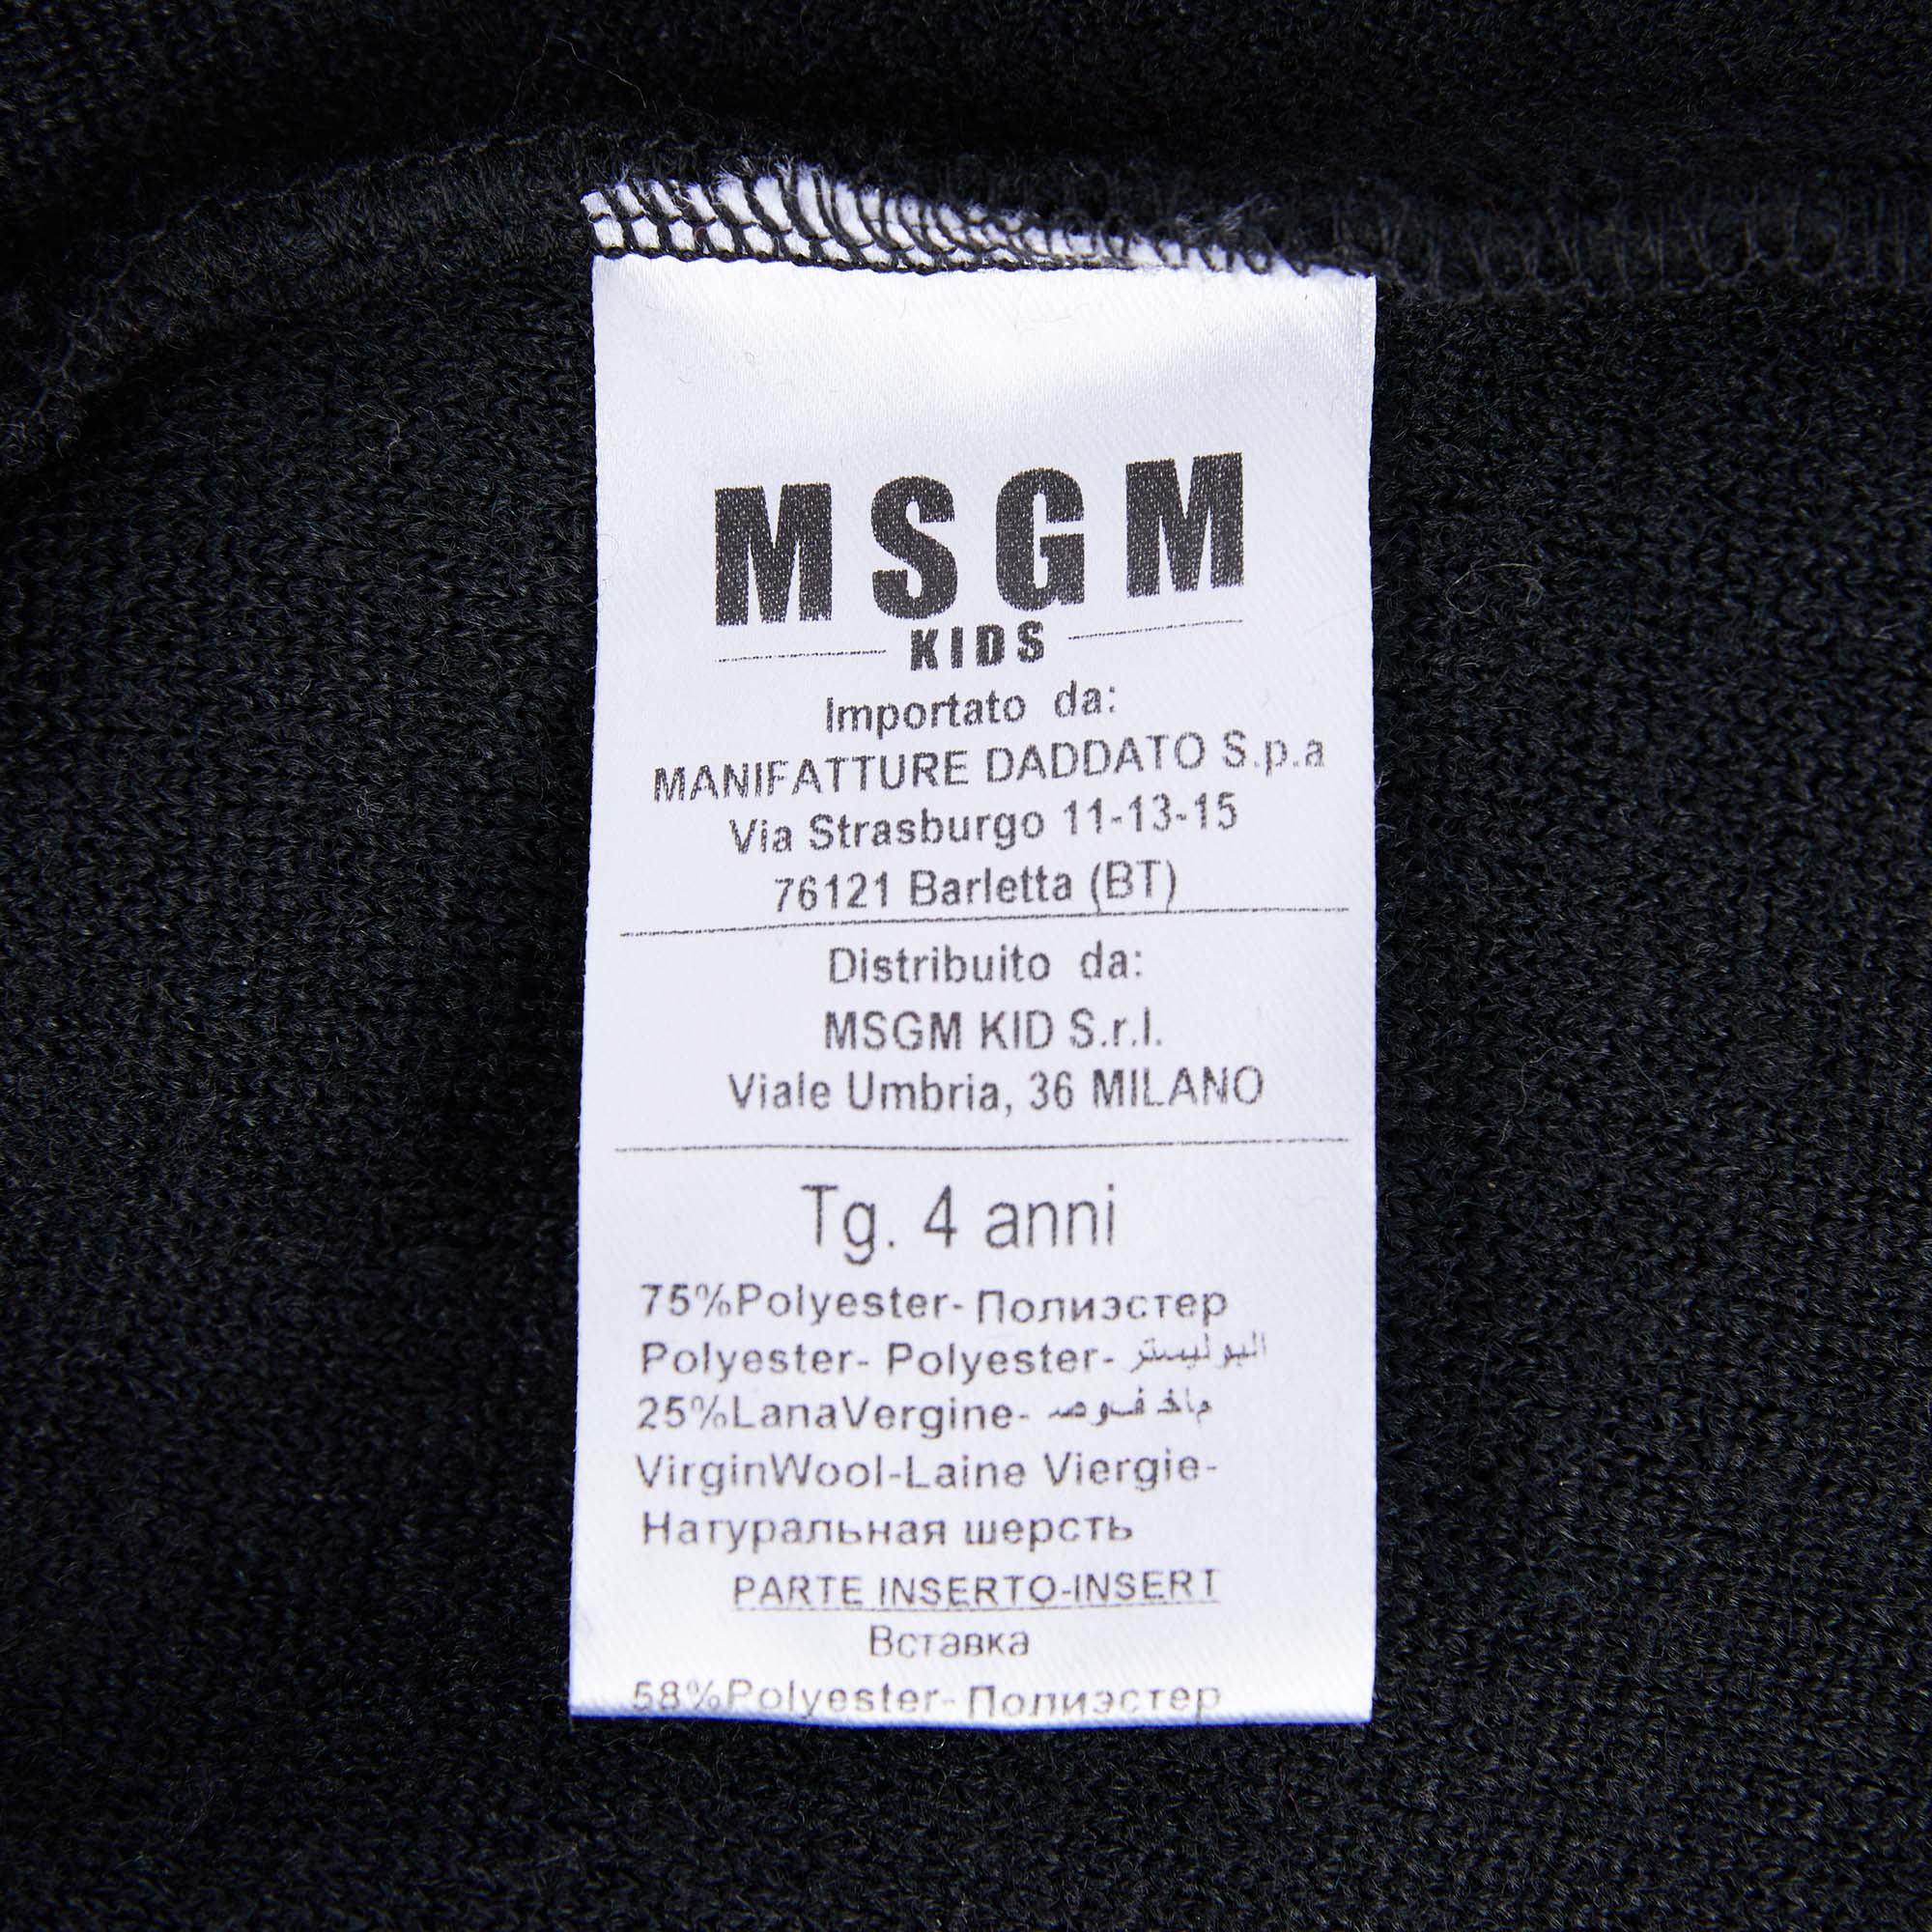 MSGM
KIDS
Importato da:
MANIFATTURE DADDATO S.p.a
Via Strasburgo 11-13-15
76121 Barletta (BT)
Distribuito da:
MSGM KID S.r.l.
Viale Umbria, 36 MILANO
Tg. 4 anni
75%Polyester-Полиэстер
Polyester- Polyester- البوليستر
25%LanaVergine-
VirginWool-Laine Viergie-
Натуральная шерсть
PARTE INSERTO-INSERT
Вставка
58%Polyester-Полиэстер